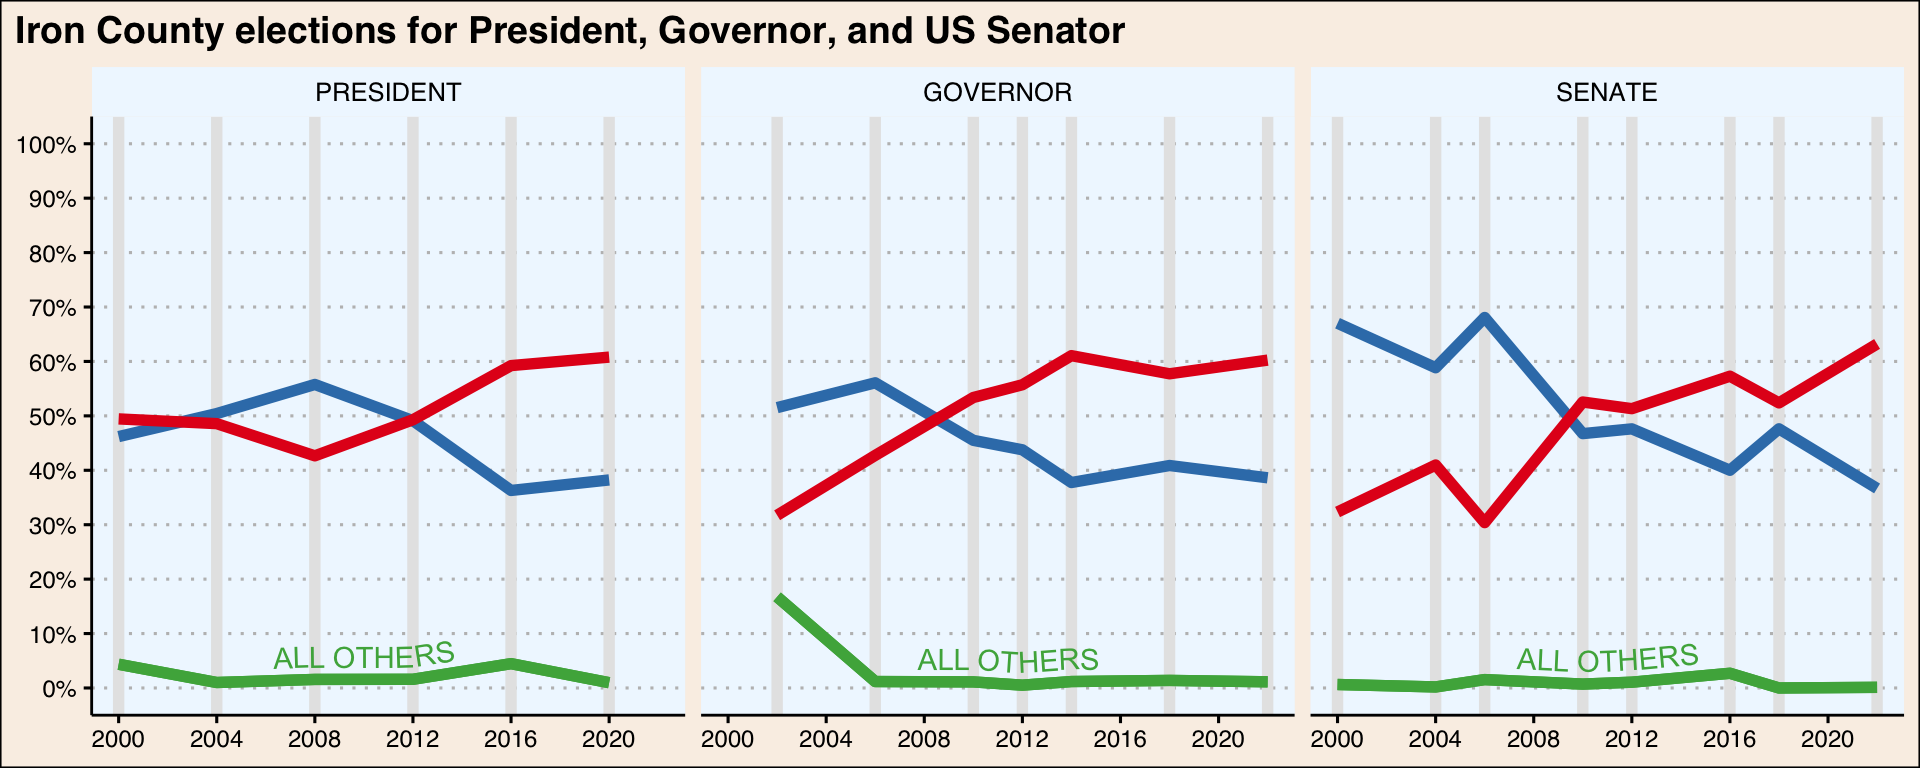 Iron County elections for President, Governor, and US Senator
PRESIDENT
GOVERNOR
SENATE
100%
90%
80%
70%
60%
50%
40%
30%
20%
10%
0%
ALL OTHERS
ALL OTHERS
ALL OTHERS
2000 2004 2008 2012 2016 2020
2000 2004 2008 2012 2016 2020
2000 2004 2008 2012 2016 2020